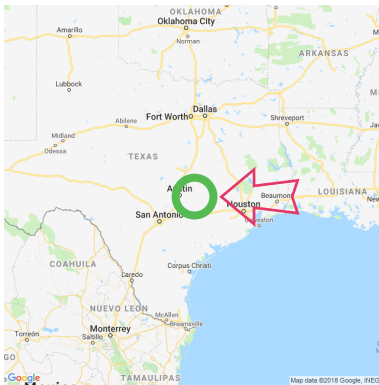 OKLAHOMA
Oklahoma City
Amarillo
Norman
ARKANSAS
Lubbock
Dallas
Fort Worth
Abilene
Shreveport
Midland
Odessa
TEXAS
Austin
LOUISIANA
Beaumont
Houston
San Antonio
COAHUILA
Corpus Christi
Laredo
NUEVO LEON
McAllen
Brownsville
Monterrey
Saltillo
Torreón
TAMAULIPAS
Google
Map data ©2018 Google, INEG